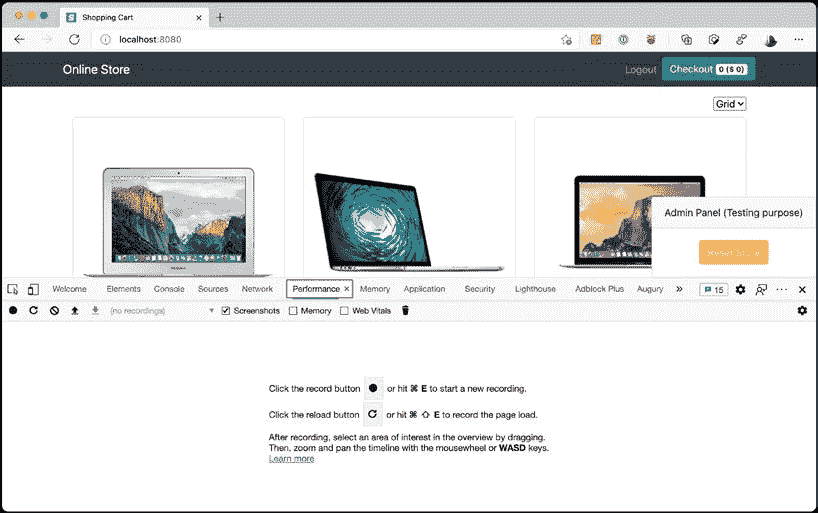 Shopping Cart
localhost:8080
Online Store
Logout
Checkout 0 ($ 0)
Grid
Admin Panel (Testing purpose)
Welcome Elements Console Sources Network Performance Memory Application Security Lighthouse Adblock Plus Augury 15
(no recordings) Screenshots Memory Web Vitals
Click the record button or hit ⌘ E to start a new recording.
Click the reload button or hit ⌘ ⇧ E to record the page load.
After recording, select an area of interest in the overview by dragging.
Then, zoom and pan the timeline with the mousewheel or WASD keys.
Learn more